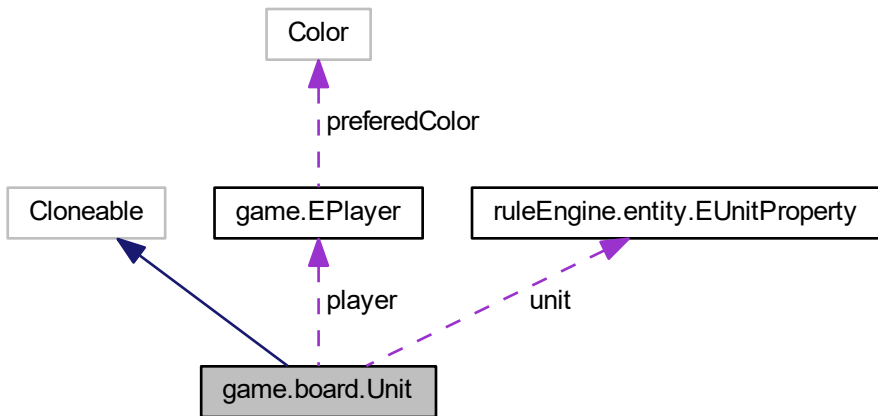 Color
preferedColor
Cloneable
game.EPlayer
ruleEngine.entity.EUnitProperty
player
unit
game.board.Unit